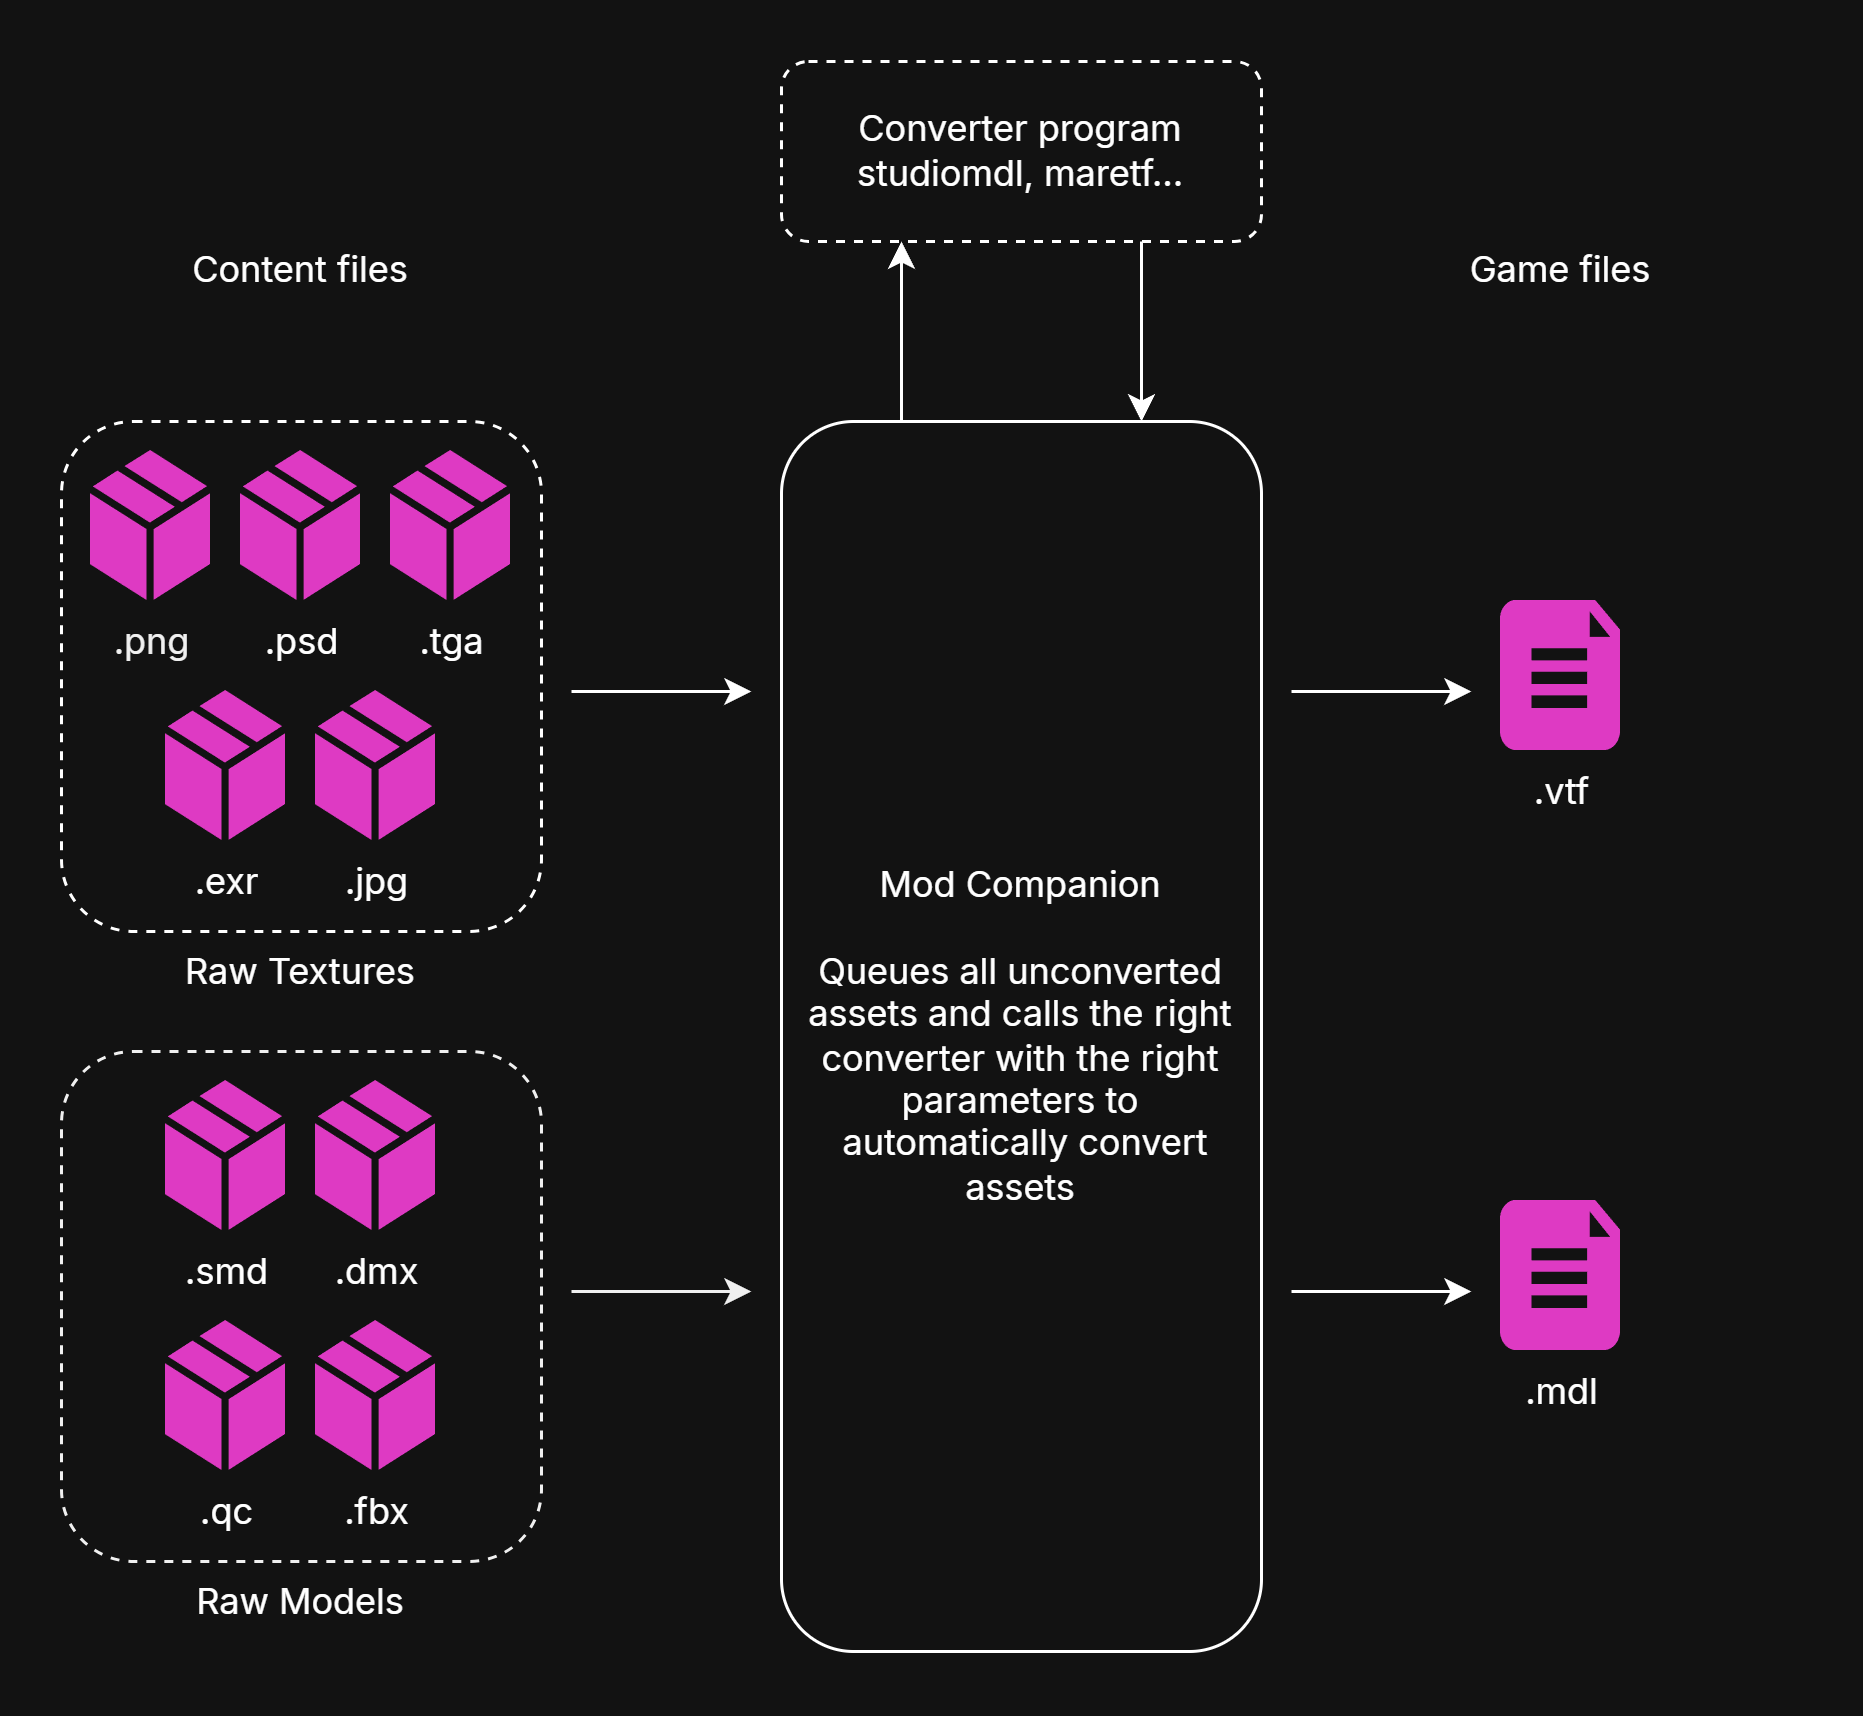 Converter program
studiomdl, maretf...
Content files
Game files
.png
.psd
.tga
.exr
.jpg
Raw Textures
.smd
.dmx
.qc
.fbx
Raw Models
Mod Companion
Queues all unconverted
assets and calls the right
converter with the right
parameters to
automatically convert
assets
.vtf
.mdl